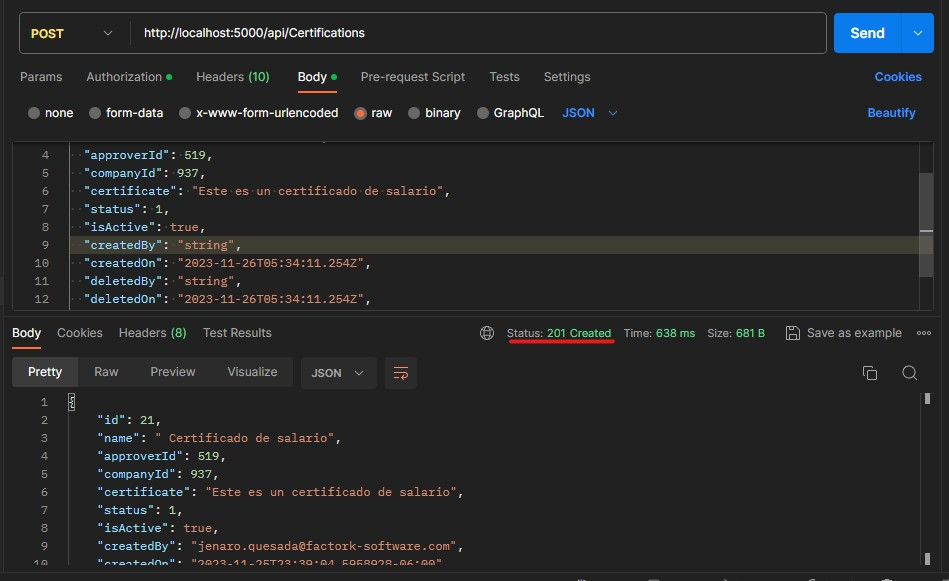 POST http://localhost:5000/api/Certifications Send
Params Authorization Headers (10) Body Pre-request Script Tests Settings Cookies
none form-data x-www-form-urlencoded raw binary GraphQL JSON Beautify
4 "approverId": 519,
5 "companyId": 937,
6 "certificate": "Este es un certificado de salario",
7 "status": 1,
8 "isActive": true,
9 "createdBy": "string",
10 "createdOn": "2023-11-26T05:34:11.254Z",
11 "deletedBy": "string",
12 "deletedOn": "2023-11-26T05:34:11.254Z",
Body Cookies Headers (8) Test Results Status: 201 Created Time: 638 ms Size: 681 B Save as example
Pretty Raw Preview Visualize JSON
1 {
2 "id": 21,
3 "name": " Certificado de salario",
4 "approverId": 519,
5 "companyId": 937,
6 "certificate": "Este es un certificado de salario",
7 "status": 1,
8 "isActive": true,
9 "createdBy": "jenaro.quesada@factork-software.com",
10 "createdOn": "2023-11-25T23:39:04.5958928-06:00"